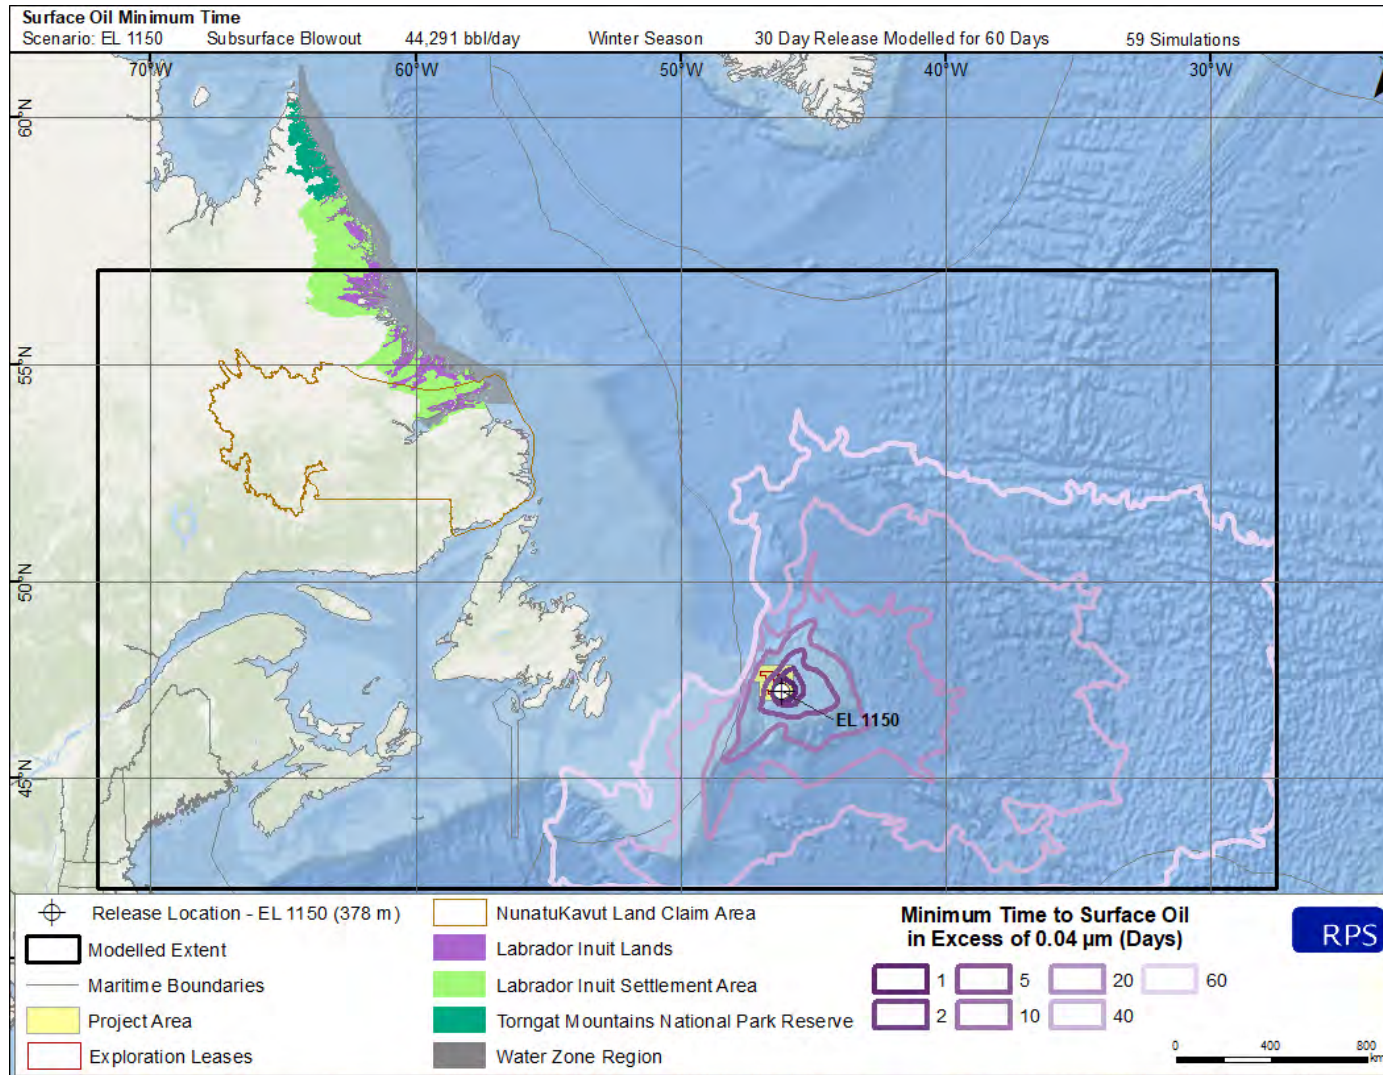 Surface Oil Minimum Time
Scenario: EL 1150 Subsurface Blowout 44,291 bbl/day Winter Season 30 Day Release Modelled for 60 Days 59 Simulations
70°W 60°W 50°W 40°W 30°W
60°N
55°N
50°N
45°N
EL 1150
Release Location - EL 1150 (378 m)
Modelled Extent
Maritime Boundaries
Project Area
Exploration Leases
NunatuKavut Land Claim Area
Labrador Inuit Lands
Labrador Inuit Settlement Area
Torngat Mountains National Park Reserve
Water Zone Region
Minimum Time to Surface Oil
in Excess of 0.04 µm (Days)
1 5 20 60
2 10 40
RPS
0 400 800
km